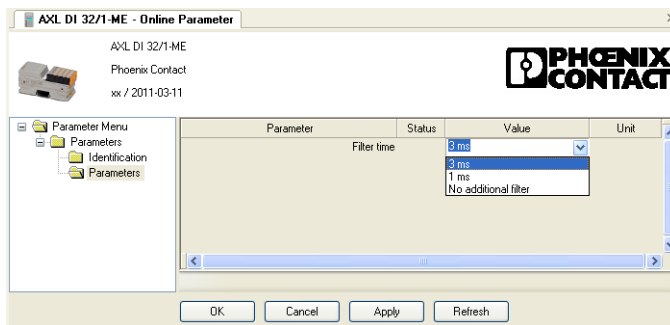 AXL DI 32/1-ME - Online Parameter
AXL DI 32/1-ME
Phoenix Contact
xx / 2011-03-11
PHŒNIX
CONTACT
Parameter Menu
Parameters
Identification
Parameters
Parameter Status Value Unit
Filter time 3 ms
3 ms
1 ms
No additional filter
OK Cancel Apply Refresh